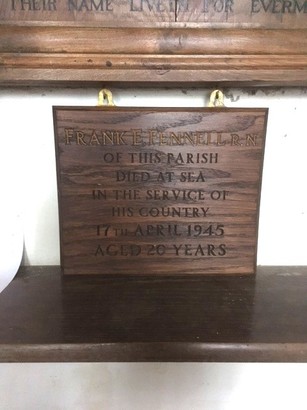 THEIR NAME LIVETH FOR EVERM
FRANK E. FENNELL R.N.
OF THIS PARISH
DIED AT SEA
IN THE SERVICE OF
HIS COUNTRY
17TH APRIL 1945
AGED 20 YEARS